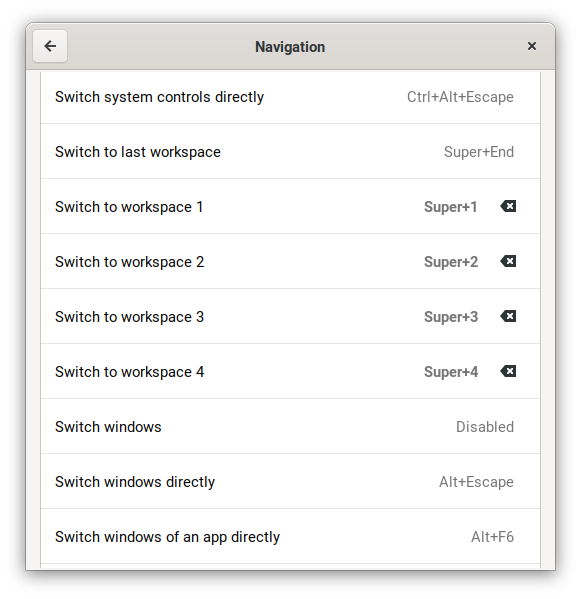 Navigation
Switch system controls directly Ctrl+Alt+Escape
Switch to last workspace Super+End
Switch to workspace 1 Super+1
Switch to workspace 2 Super+2
Switch to workspace 3 Super+3
Switch to workspace 4 Super+4
Switch windows Disabled
Switch windows directly Alt+Escape
Switch windows of an app directly Alt+F6